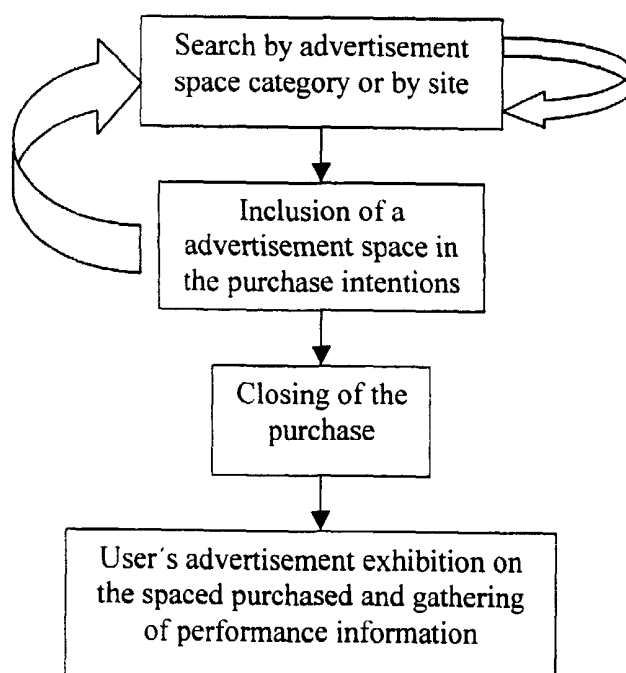 Search by advertisement
space category or by site
Inclusion of a
advertisement space in
the purchase intentions
Closing of the
purchase
User´s advertisement exhibition on
the spaced purchased and gathering
of performance information